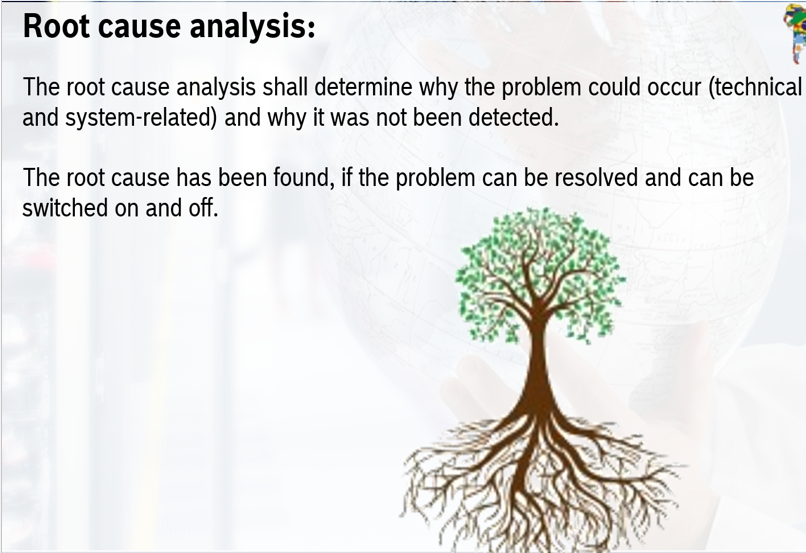 Root cause analysis:
The root cause analysis shall determine why the problem could occur (technical
and system-related) and why it was not been detected.
The root cause has been found, if the problem can be resolved and can be
switched on and off.